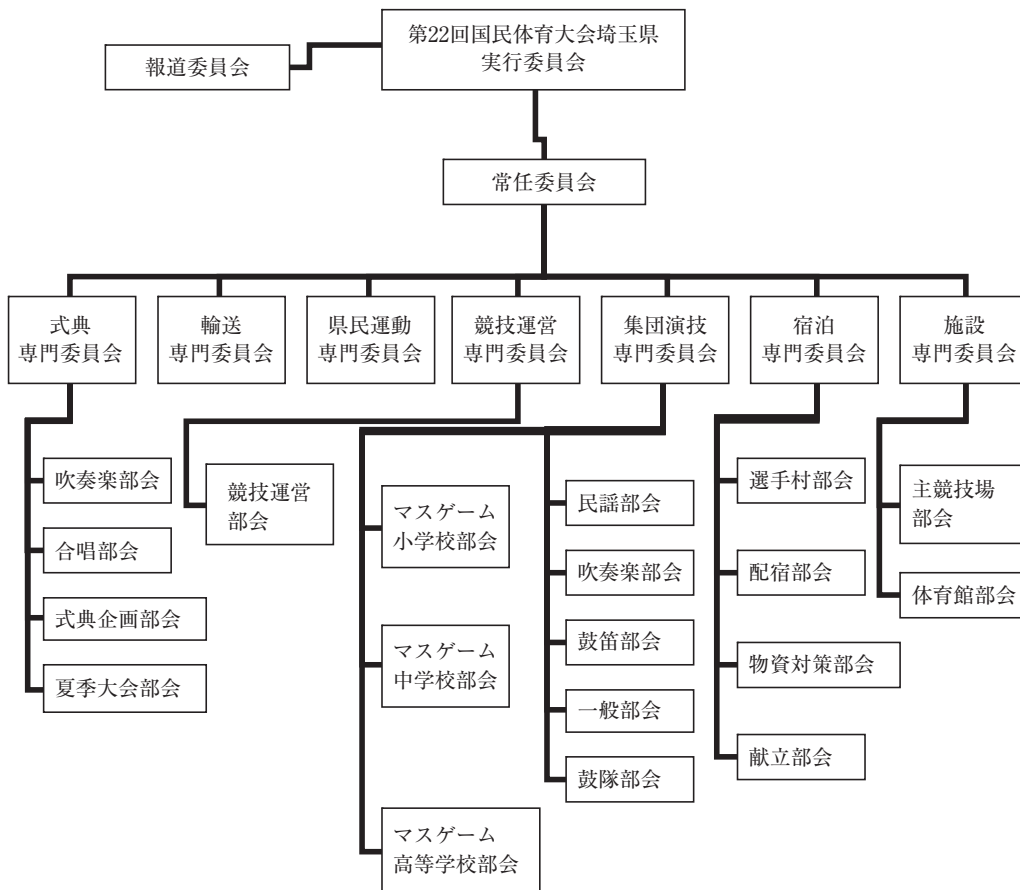 第22回国民体育大会埼玉県
実行委員会
報道委員会
常任委員会
式典
専門委員会
輸送
専門委員会
県民運動
専門委員会
競技運営
専門委員会
集団演技
専門委員会
宿泊
専門委員会
施設
専門委員会
吹奏楽部会
合唱部会
式典企画部会
夏季大会部会
競技運営
部会
マスゲーム
小学校部会
マスゲーム
中学校部会
マスゲーム
高等学校部会
民謡部会
吹奏楽部会
鼓笛部会
一般部会
鼓隊部会
選手村部会
配宿部会
物資対策部会
献立部会
主競技場
部会
体育館部会